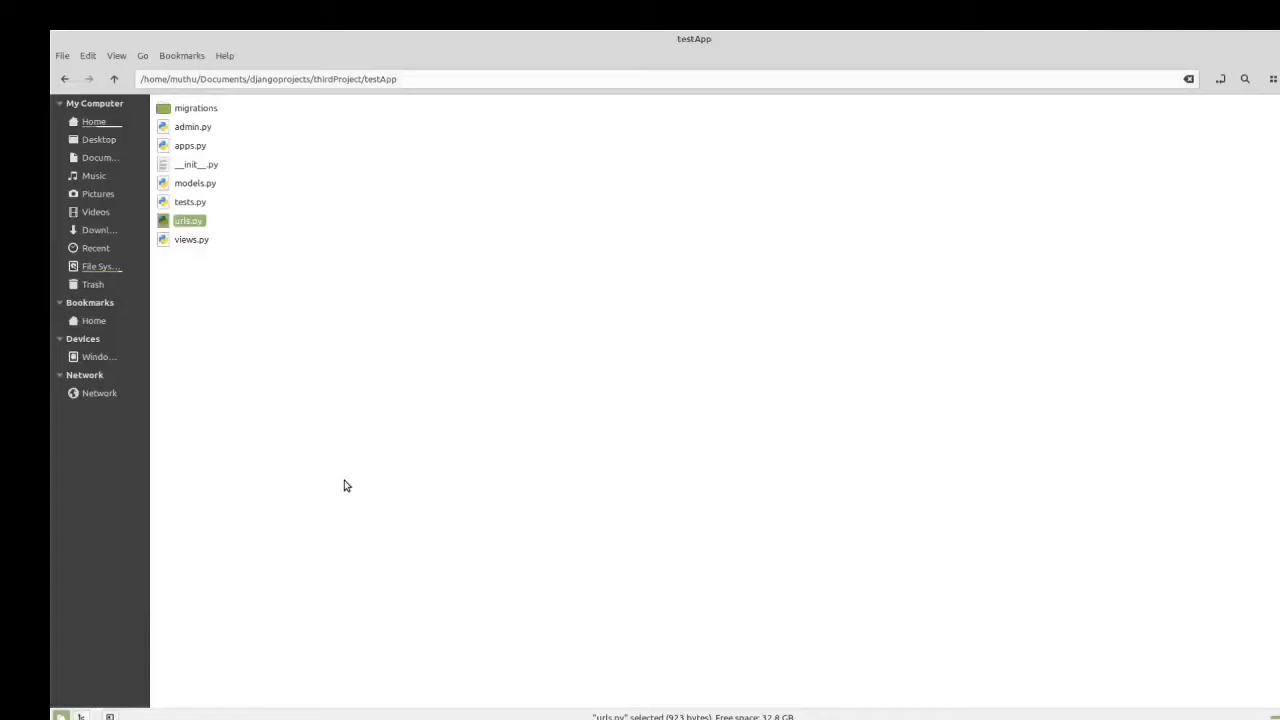 testApp
File Edit View Go Bookmarks Help
/home/muthu/Documents/djangoprojects/thirdProject/testApp
My Computer
Home
Desktop
Docum...
Music
Pictures
Videos
Downl...
Recent
File Sys...
Trash
Bookmarks
Home
Devices
Windo...
Network
Network
migrations
admin.py
apps.py
__init__.py
models.py
tests.py
urls.py
views.py
"urls.py" selected (923 bytes), Free space: 32.8 GB